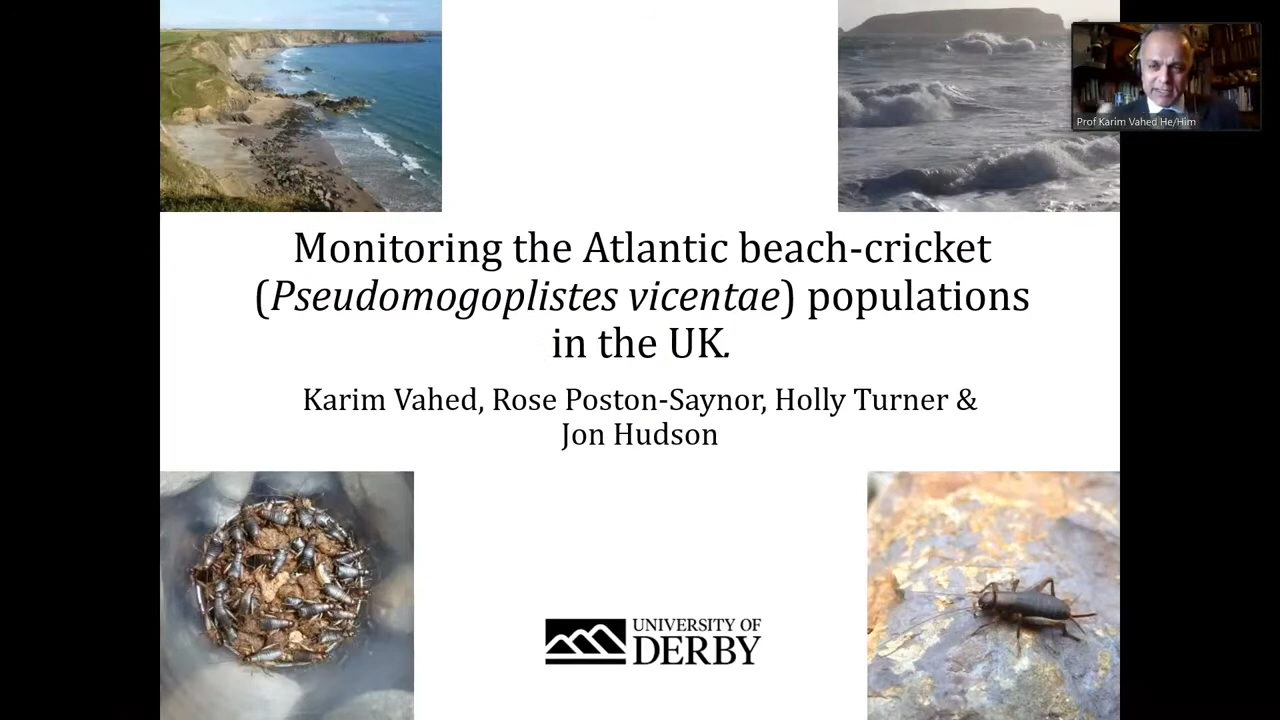 Prof Karim Vahed He/Him
Monitoring the Atlantic beach-cricket
(Pseudomogoplistes vicentae) populations
in the UK.
Karim Vahed, Rose Poston-Saynor, Holly Turner &
Jon Hudson
UNIVERSITY OF
DERBY